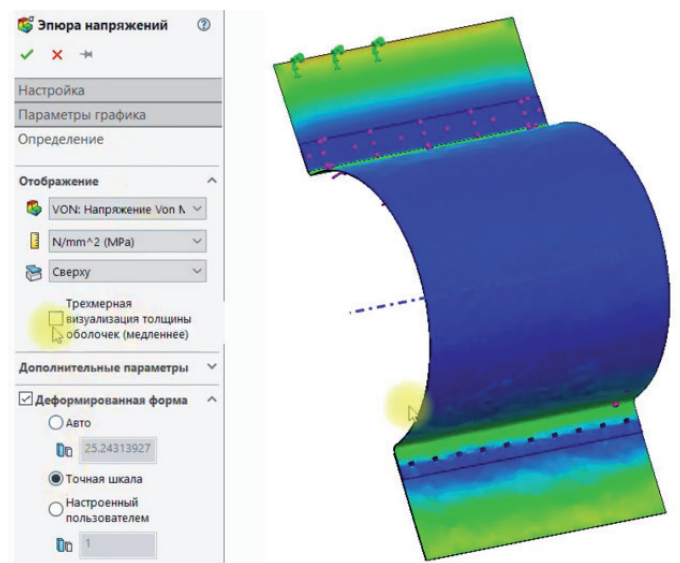 Эпюра напряжений
Настройка
Параметры графика
Определение
Отображение
VON: Напряжение Von
N/mm^2 (MPa)
Сверху
Трехмерная
визуализация толщины
оболочек (медленнее)
Дополнительные параметры
Деформированная форма
Авто
25.24313927
Точная шкала
Настроенный
пользователем
1